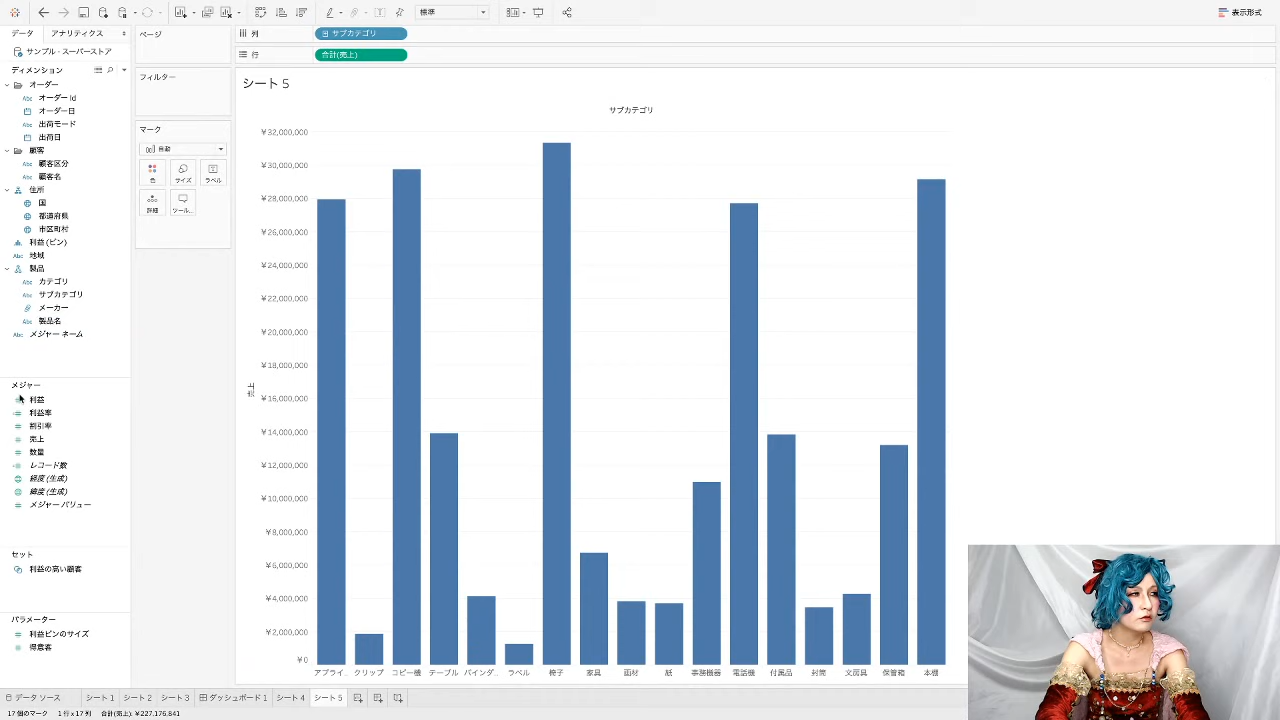 標準
表示形式
データ
アナリティクス
ページ
列
サブカテゴリ
行
合計(売上)
サンプル - スーパーストア
ディメンション
オーダー
オーダー Id
オーダー日
出荷モード
出荷日
顧客
顧客区分
顧客名
住所
国
都道府県
市区町村
利益 (ビン)
地域
製品
カテゴリ
サブカテゴリ
メーカー
製品名
メジャー ネーム
メジャー
利益
利益率
割引率
売上
数量
レコード数
経度 (生成)
緯度 (生成)
メジャー バリュー
セット
利益の高い顧客
パラメーター
利益ビンのサイズ
得意客
フィルター
マーク
自動
色
サイズ
ラベル
詳細
ツール...
シート 5
サブカテゴリ
¥32,000,000
¥30,000,000
¥28,000,000
¥26,000,000
¥24,000,000
¥22,000,000
¥20,000,000
¥18,000,000
¥16,000,000
¥14,000,000
¥12,000,000
¥10,000,000
¥8,000,000
¥6,000,000
¥4,000,000
¥2,000,000
¥0
売上
アプライ.. クリップ コピー機 テーブル バインダ.. ラベル 椅子 家具 画材 紙 事務機器 電話機 付属品 封筒 文房具 保管箱 本棚
データ ソース シート 1 シート 2 シート 3 ダッシュボード 1 シート 4 シート 5
17 個のマーク 1 行 x 17 列 合計(売上): ¥227,176,841